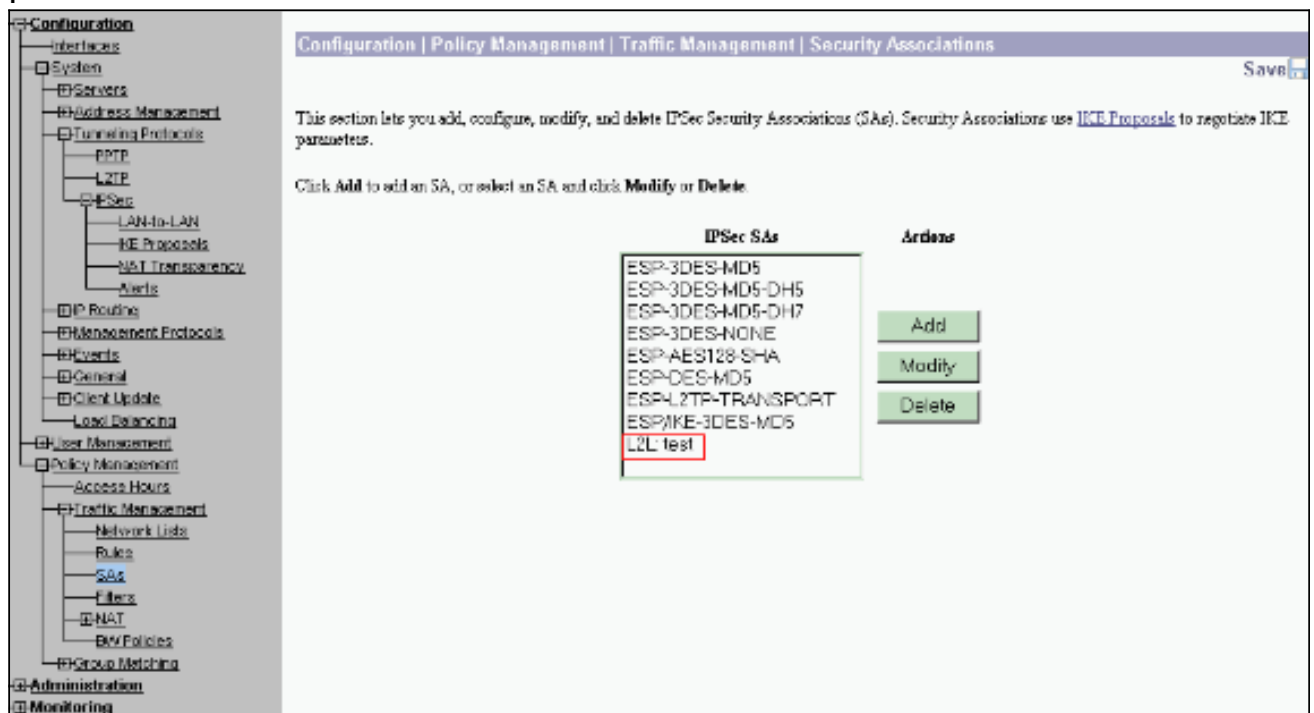 Configuration
Interfaces
System
Servers
Address Management
Tunneling Protocols
PPTP
L2TP
IPSec
LAN-to-LAN
IKE Proposals
NAT Transparency
Alerts
IP Routing
Management Protocols
Events
General
Client Update
Load Balancing
User Management
Policy Management
Access Hours
Traffic Management
Network Lists
Rules
SAs
Filters
NAT
BW Policies
Group Matching
Administration
Monitoring
Configuration | Policy Management | Traffic Management | Security Associations
Save
This section lets you add, configure, modify, and delete IPSec Security Associations (SAs). Security Associations use IKE Proposals to negotiate IKE
parameters.
Click Add to add an SA, or select an SA and click Modify or Delete.
IPSec SAs
ESP-3DES-MD5
ESP-3DES-MD5-DH5
ESP-3DES-MD5-DH7
ESP-3DES-NONE
ESP-AES128-SHA
ESP-DES-MD5
ESP-L2TP-TRANSPORT
ESP/IKE-3DES-MD5
L2L: test
Actions
Add
Modify
Delete